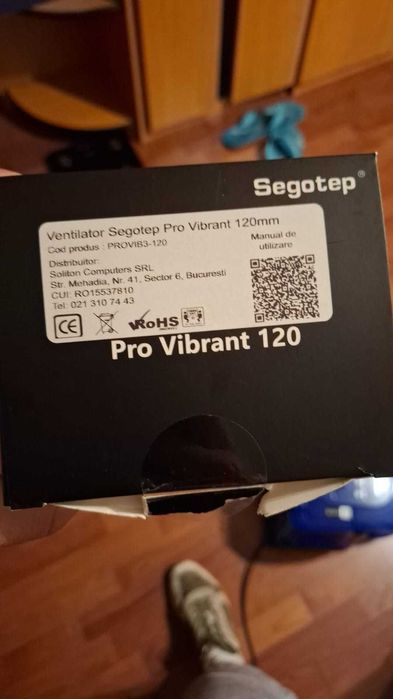 Segotep®
Ventilator Segotep Pro Vibrant 120mm
Cod produs : PROVIB3-120
Distribuitor:
Soliton Computers SRL
Str. Mehadia, Nr. 41, Sector 6, Bucuresti
CUI: RO15537810
Tel: 021 310 74 43
Manual de
utilizare
CE
RoHS
Pro Vibrant 120